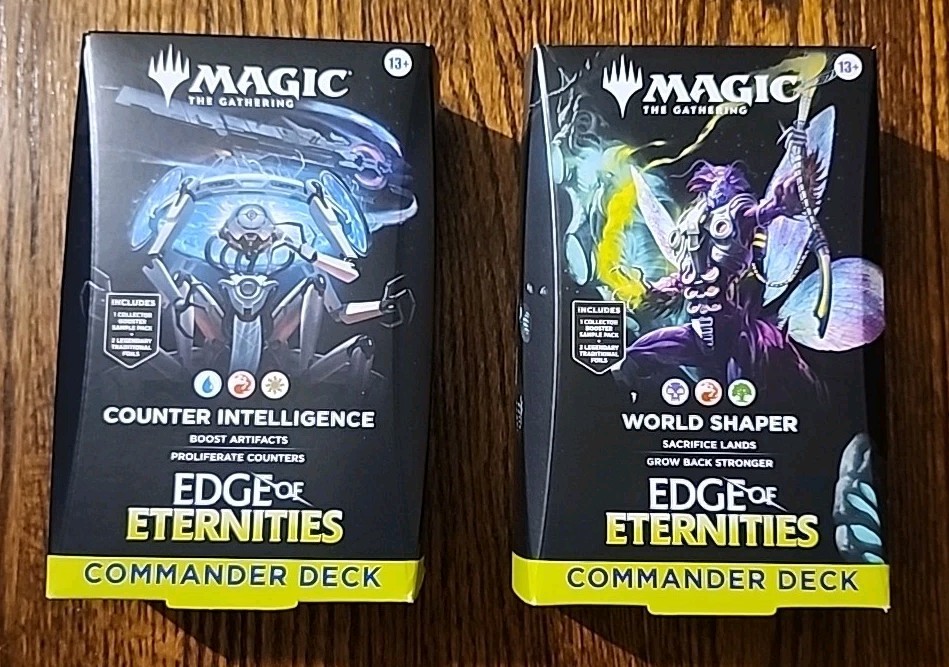 MAGIC
THE GATHERING
13+
INCLUDES
1 COLLECTOR
BOOSTER
SAMPLE PACK
+
2 LEGENDARY
TRADITIONAL
FOILS
COUNTER INTELLIGENCE
BOOST ARTIFACTS
PROLIFERATE COUNTERS
EDGE OF
ETERNITIES
COMMANDER DECK
MAGIC
THE GATHERING
13+
INCLUDES
1 COLLECTOR
BOOSTER
SAMPLE PACK
+
2 LEGENDARY
TRADITIONAL
FOILS
WORLD SHAPER
SACRIFICE LANDS
GROW BACK STRONGER
EDGE OF
ETERNITIES
COMMANDER DECK